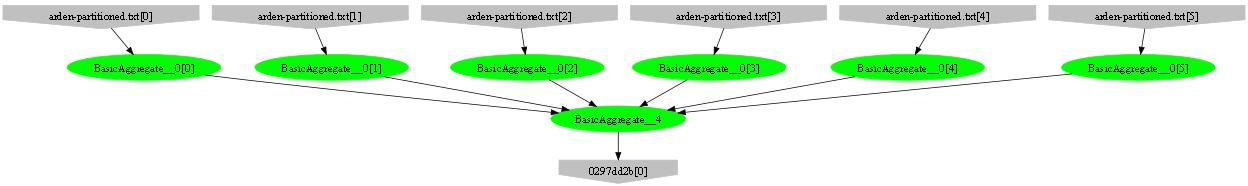 arden-partitioned.txt[0]
arden-partitioned.txt[1]
arden-partitioned.txt[2]
arden-partitioned.txt[3]
arden-partitioned.txt[4]
arden-partitioned.txt[5]
BasicAggregate__0[0]
BasicAggregate__0[1]
BasicAggregate__0[2]
BasicAggregate__0[3]
BasicAggregate__0[4]
BasicAggregate__0[5]
BasicAggregate__4
0297dd2b[0]